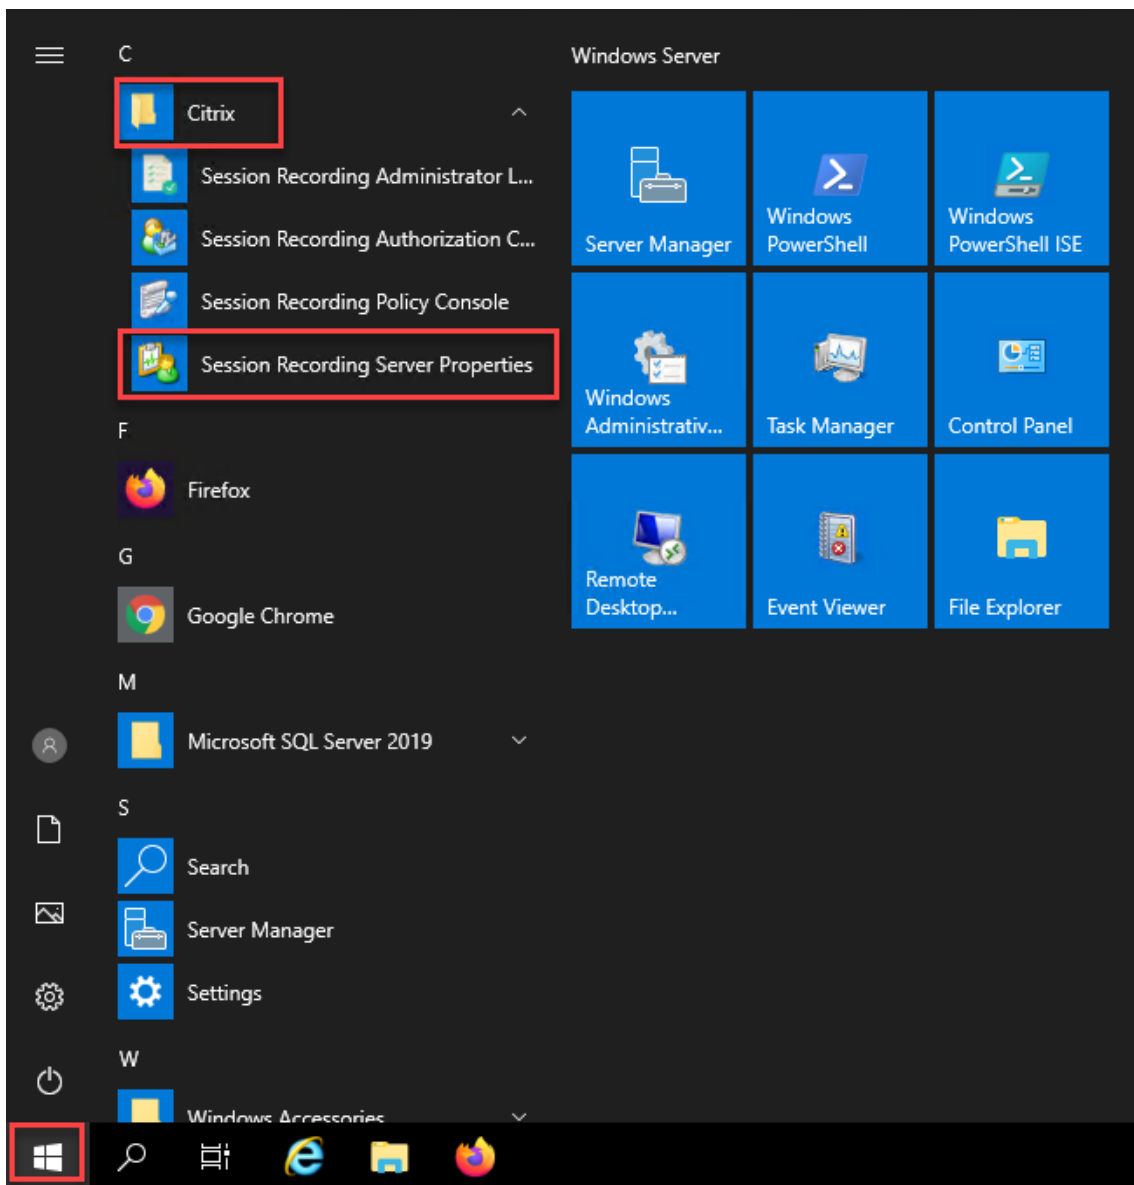 C
Citrix
Session Recording Administrator L...
Session Recording Authorization C...
Session Recording Policy Console
Session Recording Server Properties
F
Firefox
G
Google Chrome
M
Microsoft SQL Server 2019
S
Search
Server Manager
Settings
W
Windows Accessories
Windows Server
Server Manager
Windows
PowerShell
Windows
PowerShell ISE
Windows
Administrativ...
Task Manager
Control Panel
Remote
Desktop...
Event Viewer
File Explorer